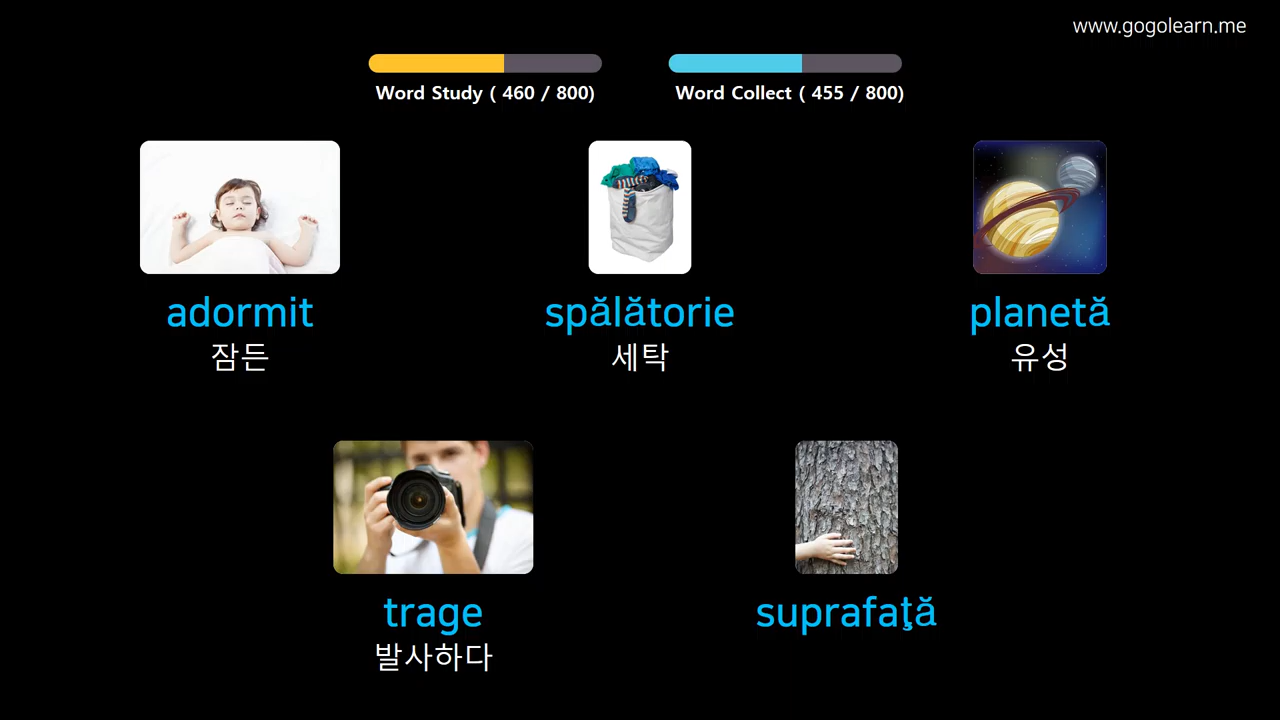 www.gogolearn.me
Word Study ( 460 / 800)
Word Collect ( 455 / 800)
adormit
잠든
spălătorie
세탁
planetă
유성
trage
발사하다
suprafaţă